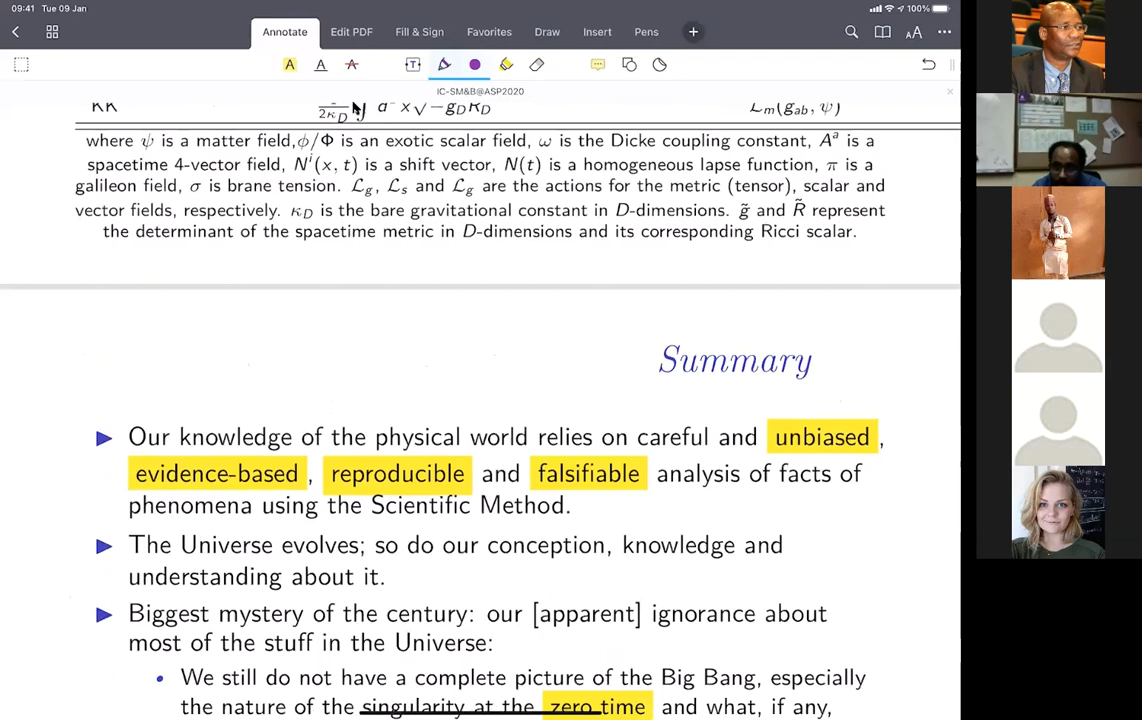 09:41 Tue 09 Jan
100%
Annotate Edit PDF Fill & Sign Favorites Draw Insert Pens
AA
A A A T
IC-SM&B@ASP2020
KK
2κ_D x√−g_D R_D L_m(g_ab, ψ)
where ψ is a matter field,ϕ/Φ is an exotic scalar field, ω is the Dicke coupling constant, A^a is a
spacetime 4-vector field, N^i(x, t) is a shift vector, N(t) is a homogeneous lapse function, π is a
galileon field, σ is brane tension. ℒ_g, ℒ_s and ℒ_g are the actions for the metric (tensor), scalar and
vector fields, respectively. κ_D is the bare gravitational constant in D-dimensions. g̃ and R̃ represent
the determinant of the spacetime metric in D-dimensions and its corresponding Ricci scalar.
Summary
Our knowledge of the physical world relies on careful and unbiased ,
evidence-based , reproducible and falsifiable analysis of facts of
phenomena using the Scientific Method.
The Universe evolves; so do our conception, knowledge and
understanding about it.
Biggest mystery of the century: our [apparent] ignorance about
most of the stuff in the Universe:
We still do not have a complete picture of the Big Bang, especially
the nature of the singularity at the zero time and what, if any,